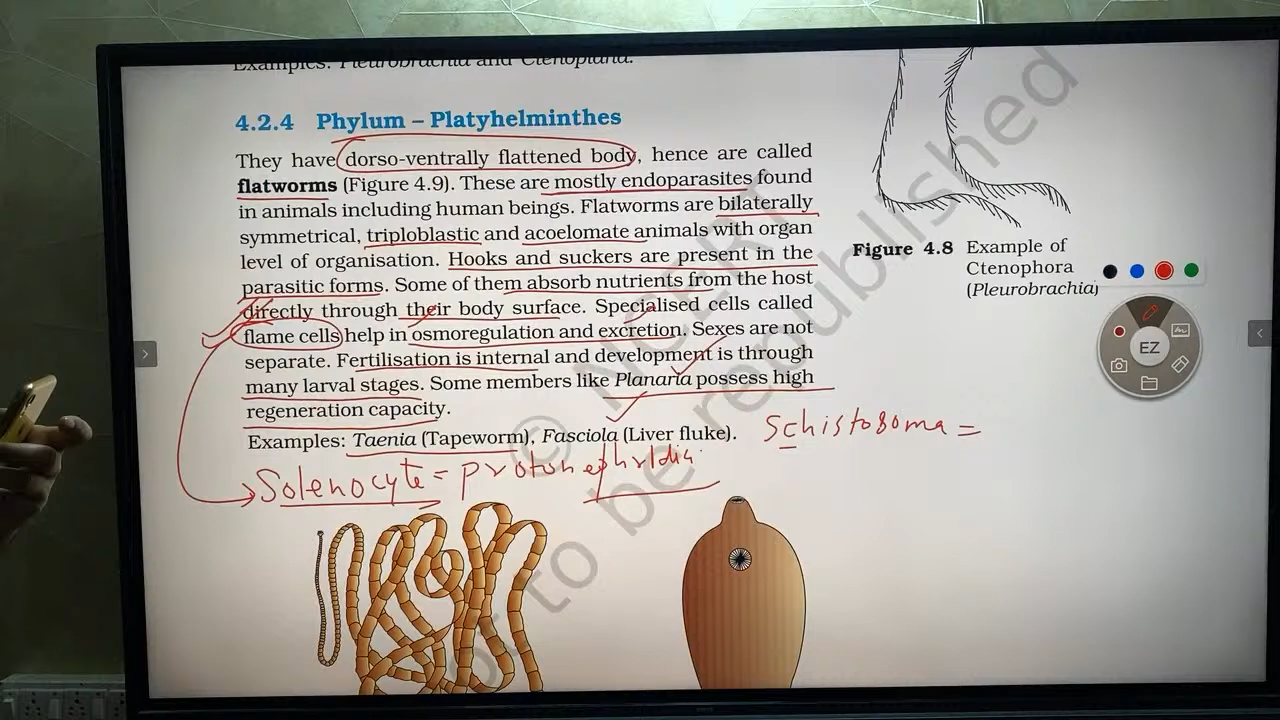 Examples: Pleurobrachia and Ctenoplana.
4.2.4 Phylum – Platyhelminthes
They have dorso-ventrally flattened body, hence are called
flatworms (Figure 4.9). These are mostly endoparasites found
in animals including human beings. Flatworms are bilaterally
symmetrical, triploblastic and acoelomate animals with organ
level of organisation. Hooks and suckers are present in the
parasitic forms. Some of them absorb nutrients from the host
directly through their body surface. Specialised cells called
flame cells help in osmoregulation and excretion. Sexes are not
separate. Fertilisation is internal and development is through
many larval stages. Some members like Planaria possess high
regeneration capacity.
Examples: Taenia (Tapeworm), Fasciola (Liver fluke).
Schistosoma =
Solenocyte = protonephridia
Figure 4.8 Example of
Ctenophora
(Pleurobrachia)
EZ
© NCERT
not to be republished